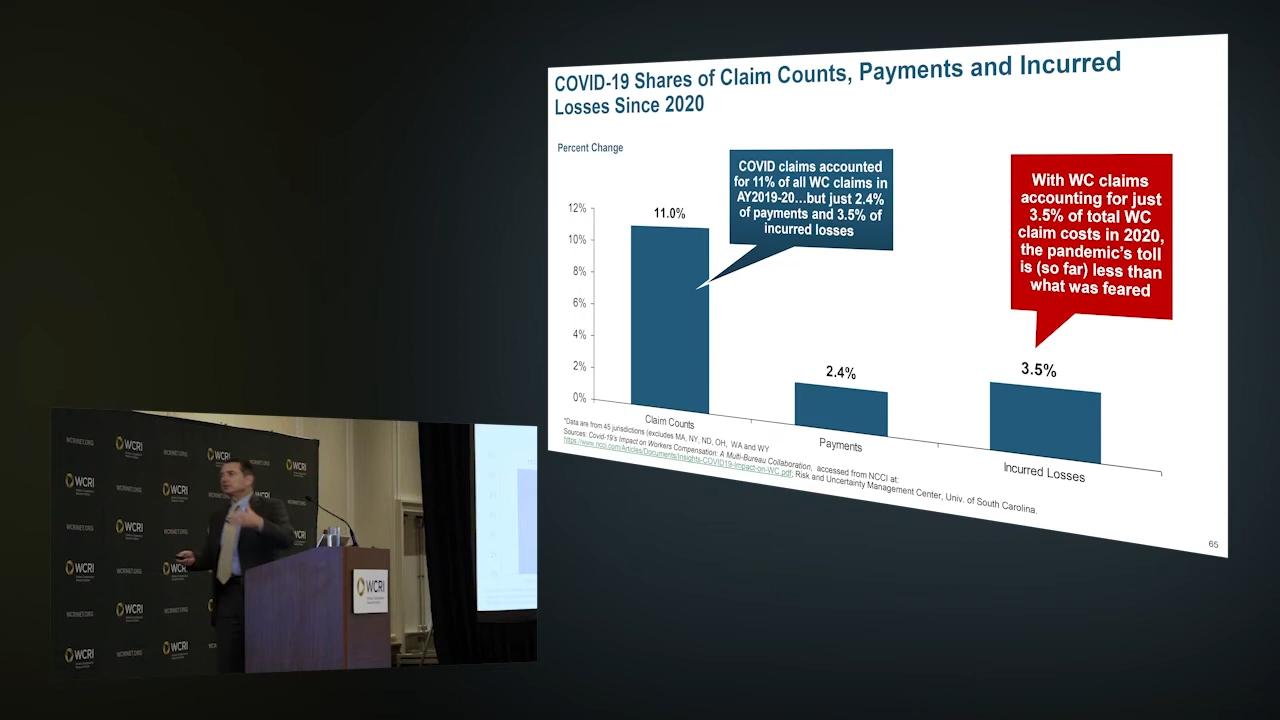 COVID-19 Shares of Claim Counts, Payments and Incurred
Losses Since 2020
Percent Change
COVID claims accounted
for 11% of all WC claims in
AY2019-20…but just 2.4%
of payments and 3.5% of
incurred losses
With WC claims
accounting for just
3.5% of total WC
claim costs in 2020,
the pandemic's toll
is (so far) less than
what was feared
12%
10%
8%
6%
4%
2%
0%
11.0%
2.4%
3.5%
Claim Counts
Payments
Incurred Losses
*Data are from 45 jurisdictions (excludes MA, NY, ND, OH, WA and WY
Sources: Covid-19's Impact on Workers Compensation: A Multi-Bureau Collaboration, accessed from NCCI at:
https://www.ncci.com/Articles/Documents/Insights-COVID19-Impact-on-WC.pdf; Risk and Uncertainty Management Center, Univ. of South Carolina.
65
WCRINET.ORG
WCRI
WCRI